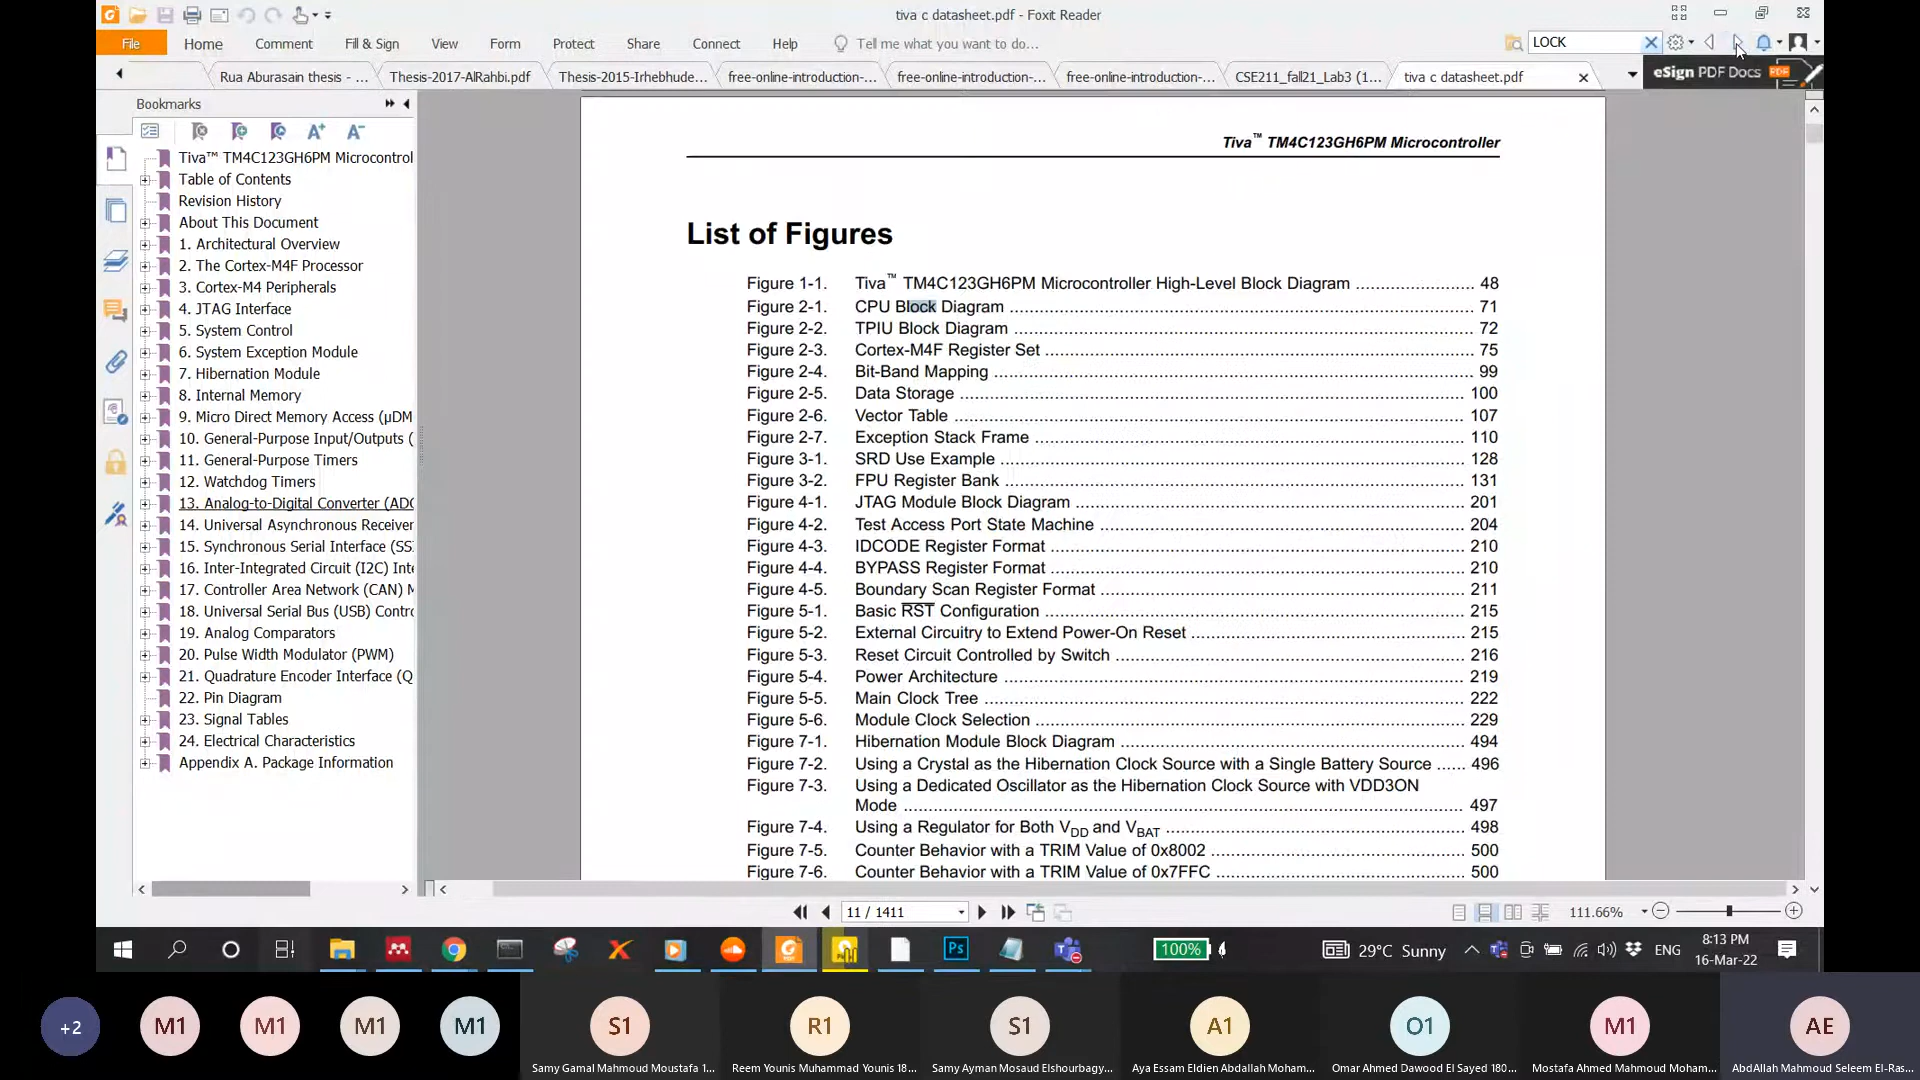 tiva c datasheet.pdf - Foxit Reader
File Home Comment Fill & Sign View Form Protect Share Connect Help Tell me what you want to do... LOCK
Rua Aburasain thesis - ... Thesis-2017-AlRahbi.pdf Thesis-2015-Irhebhude... free-online-introduction-... free-online-introduction-... free-online-introduction-... CSE211_fall21_Lab3 (1... tiva c datasheet.pdf eSign PDF Docs
Bookmarks
Tiva™ TM4C123GH6PM Microcontrol
Table of Contents
Revision History
About This Document
1. Architectural Overview
2. The Cortex-M4F Processor
3. Cortex-M4 Peripherals
4. JTAG Interface
5. System Control
6. System Exception Module
7. Hibernation Module
8. Internal Memory
9. Micro Direct Memory Access (µDM
10. General-Purpose Input/Outputs (
11. General-Purpose Timers
12. Watchdog Timers
13. Analog-to-Digital Converter (ADC
14. Universal Asynchronous Receiver
15. Synchronous Serial Interface (SS
16. Inter-Integrated Circuit (I2C) Inte
17. Controller Area Network (CAN) M
18. Universal Serial Bus (USB) Contro
19. Analog Comparators
20. Pulse Width Modulator (PWM)
21. Quadrature Encoder Interface (Q
22. Pin Diagram
23. Signal Tables
24. Electrical Characteristics
Appendix A. Package Information
Tiva™ TM4C123GH6PM Microcontroller
List of Figures
Figure 1-1. Tiva™ TM4C123GH6PM Microcontroller High-Level Block Diagram .......................... 48
Figure 2-1. CPU Block Diagram ............................................................ 71
Figure 2-2. TPIU Block Diagram ............................................................ 72
Figure 2-3. Cortex-M4F Register Set ............................................................ 75
Figure 2-4. Bit-Band Mapping ............................................................ 99
Figure 2-5. Data Storage ............................................................ 100
Figure 2-6. Vector Table ............................................................ 107
Figure 2-7. Exception Stack Frame ............................................................ 110
Figure 3-1. SRD Use Example ............................................................ 128
Figure 3-2. FPU Register Bank ............................................................ 131
Figure 4-1. JTAG Module Block Diagram ............................................................ 201
Figure 4-2. Test Access Port State Machine ............................................................ 204
Figure 4-3. IDCODE Register Format ............................................................ 210
Figure 4-4. BYPASS Register Format ............................................................ 210
Figure 4-5. Boundary Scan Register Format ............................................................ 211
Figure 5-1. Basic RST Configuration ............................................................ 215
Figure 5-2. External Circuitry to Extend Power-On Reset ............................................................ 215
Figure 5-3. Reset Circuit Controlled by Switch ............................................................ 216
Figure 5-4. Power Architecture ............................................................ 219
Figure 5-5. Main Clock Tree ............................................................ 222
Figure 5-6. Module Clock Selection ............................................................ 229
Figure 7-1. Hibernation Module Block Diagram ............................................................ 494
Figure 7-2. Using a Crystal as the Hibernation Clock Source with a Single Battery Source ...... 496
Figure 7-3. Using a Dedicated Oscillator as the Hibernation Clock Source with VDD3ON
Mode ............................................................ 497
Figure 7-4. Using a Regulator for Both VDD and VBAT ............................................................ 498
Figure 7-5. Counter Behavior with a TRIM Value of 0x8002 ............................................................ 500
Figure 7-6. Counter Behavior with a TRIM Value of 0x7FFC ............................................................ 500
11 / 1411 111.66%
100% 29°C Sunny ENG 8:13 PM
16-Mar-22
+2 M1 M1 M1 M1 S1 R1 S1 A1 O1 M1 AE
Samy Gamal Mahmoud Moustafa 1... Reem Younis Muhammad Younis 18... Samy Ayman Mosaud Elshourbagy... Aya Essam Eldien Abdallah Moham... Omar Ahmed Dawood El Sayed 180... Mostafa Ahmed Mahmoud Moham... AbdAllah Mahmoud Seleem El-Ras...